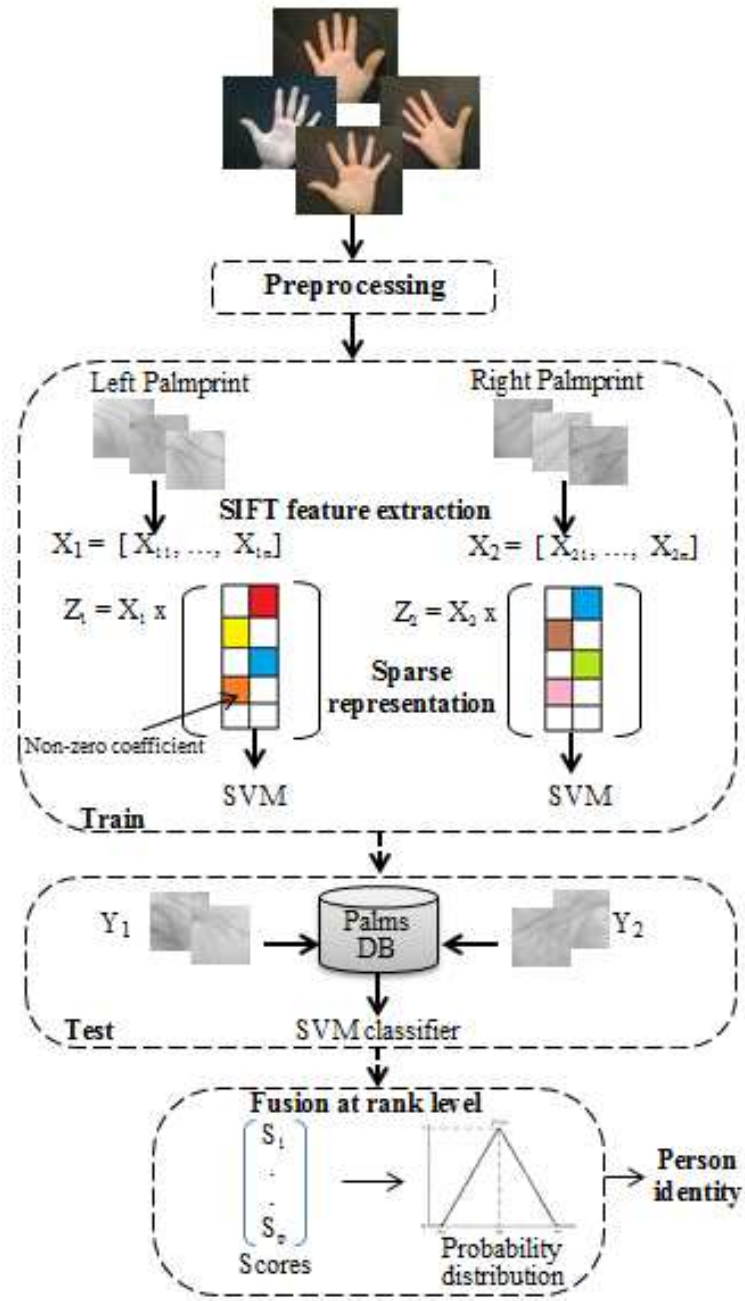 Preprocessing
Left Palmprint
Right Palmprint
SIFT feature extraction
X₁ = [ X₁₁, ..., X₁ₙ]
X₂ = [ X₂₁, ..., X₂ₙ]
Z₁ = X₁ x
Z₂ = X₂ x
Sparse
representation
Non-zero coefficient
SVM
SVM
Train
Y₁
Palms
DB
Y₂
Test
SVM classifier
Fusion at rank level
S₁
.
.
Scores
Probability
distribution
Person
identity